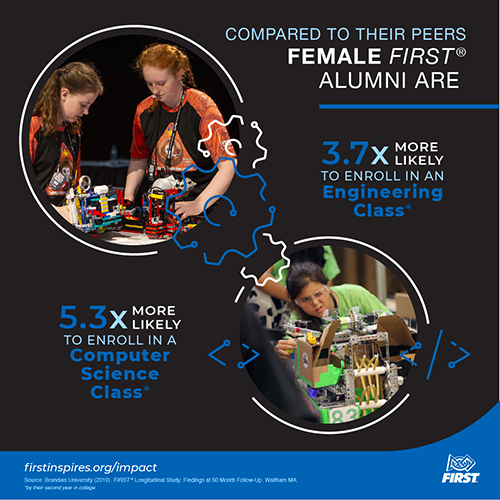 COMPARED TO THEIR PEERS
FEMALE FIRST®
ALUMNI ARE
3.7x MORE LIKELY
TO ENROLL IN AN
Engineering
Class*
5.3x MORE LIKELY
TO ENROLL IN A
Computer
Science
Class*
< >
</>
83
firstinspires.org/impact
Source: Brandeis University (2019). FIRST® Longitudinal Study: Findings at 60 Month Follow-Up. Waltham MA.
*by their second year in college
FIRST